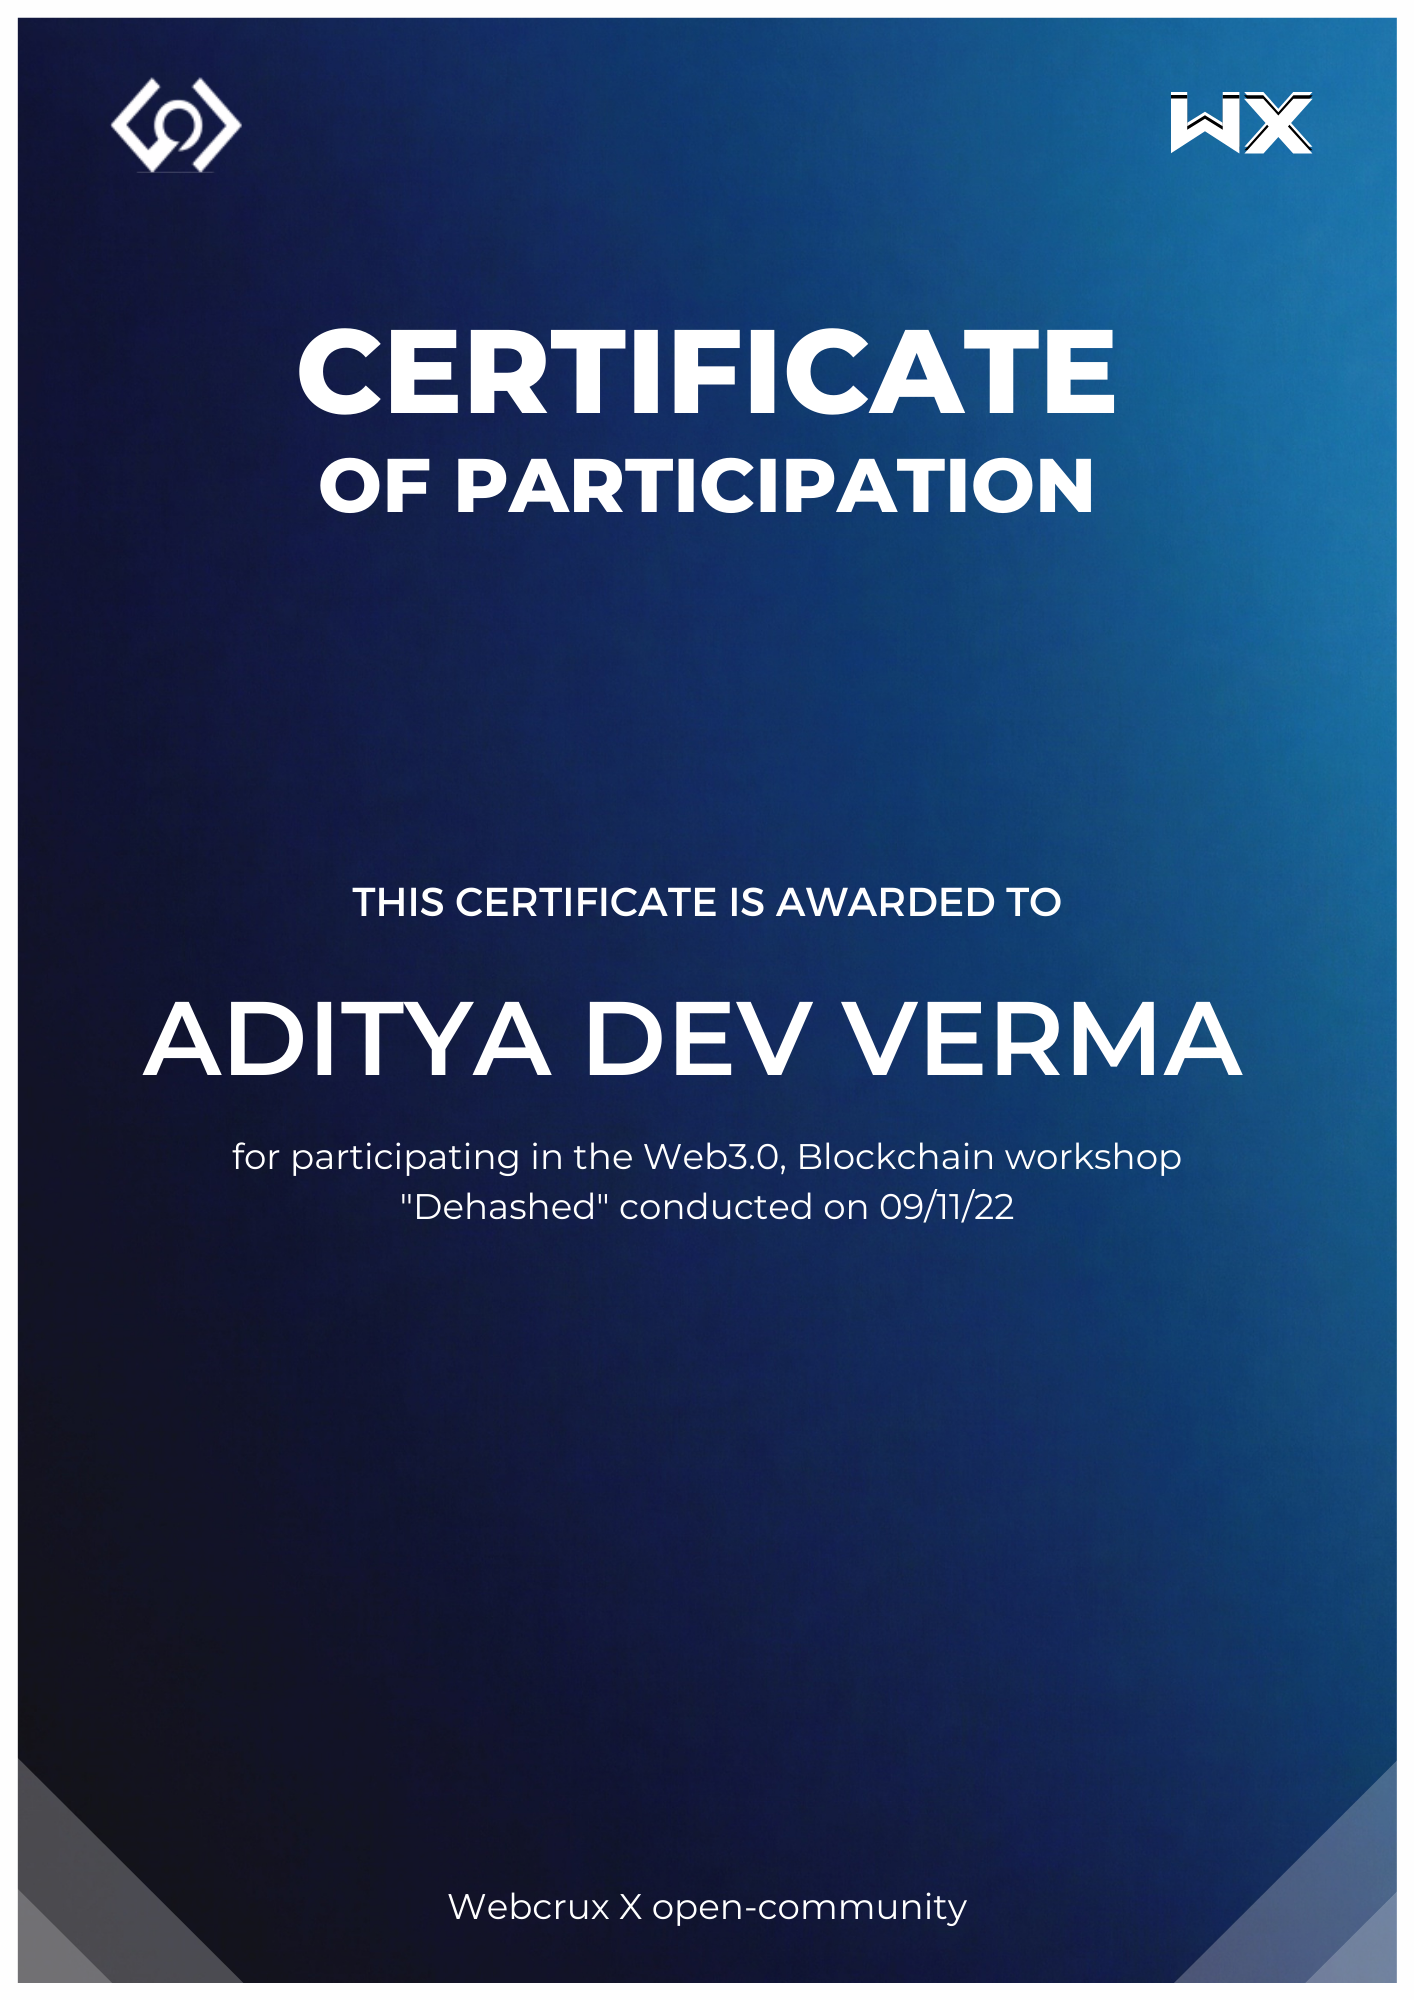 WX
CERTIFICATE
OF PARTICIPATION
THIS CERTIFICATE IS AWARDED TO
ADITYA DEV VERMA
for participating in the Web3.0, Blockchain workshop
"Dehashed" conducted on 09/11/22
Webcrux X open-community